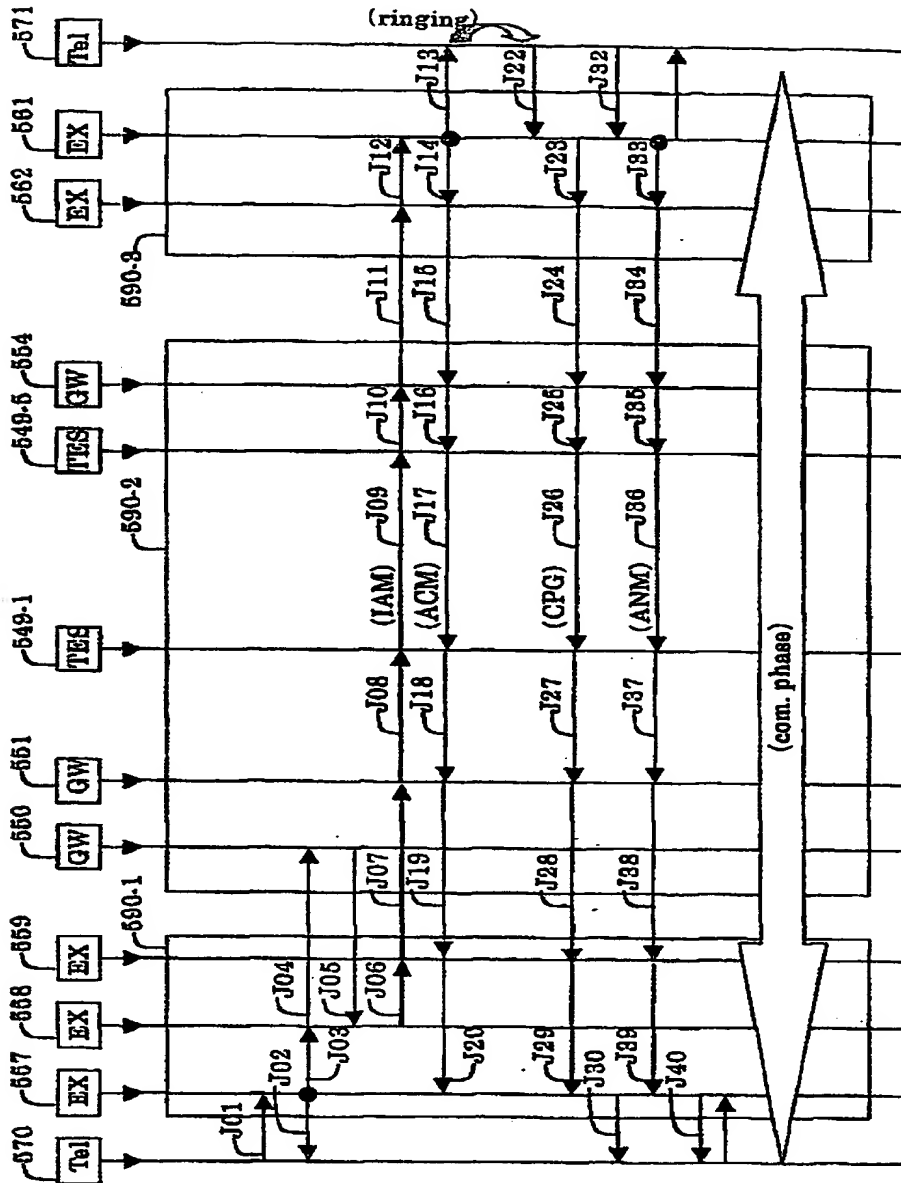 570
Tel
557
EX
558
EX
559
EX
590-1
550
GW
551
GW
549-1
TES
590-2
549-5
TES
554
GW
590-3
562
EX
561
EX
571
Tel
J01
J02
J03
J04
J05
J06
J07
J08
(IAM)
J09
J10
J11
J12
J13
(ringing)
J14
J15
J16
J17
(ACM)
J18
J19
J20
J22
J23
J24
J25
J26
(CPG)
J27
J28
J29
J30
J32
J33
J34
J35
J36
(ANM)
J37
J38
J39
J40
(com. phase)